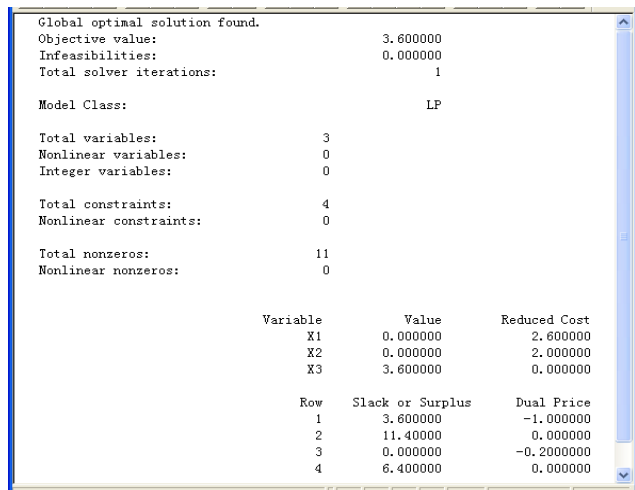 Global optimal solution found.
Objective value: 3.600000
Infeasibilities: 0.000000
Total solver iterations: 1
Model Class: LP
Total variables: 3
Nonlinear variables: 0
Integer variables: 0
Total constraints: 4
Nonlinear constraints: 0
Total nonzeros: 11
Nonlinear nonzeros: 0
Variable Value Reduced Cost
X1 0.000000 2.600000
X2 0.000000 2.000000
X3 3.600000 0.000000
Row Slack or Surplus Dual Price
1 3.600000 -1.000000
2 11.40000 0.000000
3 0.000000 -0.2000000
4 6.400000 0.000000